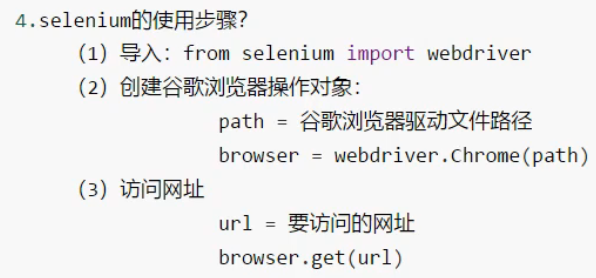 4.selenium的使用步骤?
(1) 导入: from selenium import webdriver
(2) 创建谷歌浏览器操作对象:
path = 谷歌浏览器驱动文件路径
browser = webdriver.Chrome(path)
(3) 访问网址
url = 要访问的网址
browser.get(url)